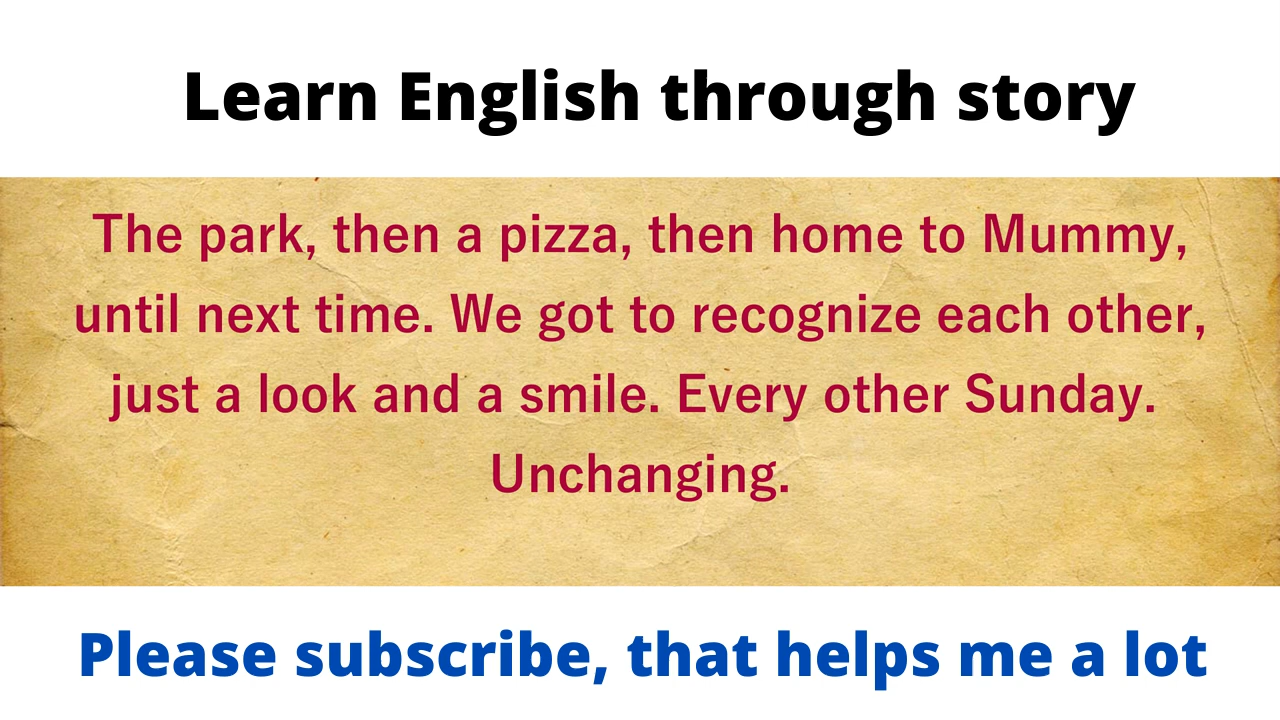 Learn English through story
The park, then a pizza, then home to Mummy,
until next time. We got to recognize each other,
just a look and a smile. Every other Sunday.
Unchanging.
Please subscribe, that helps me a lot